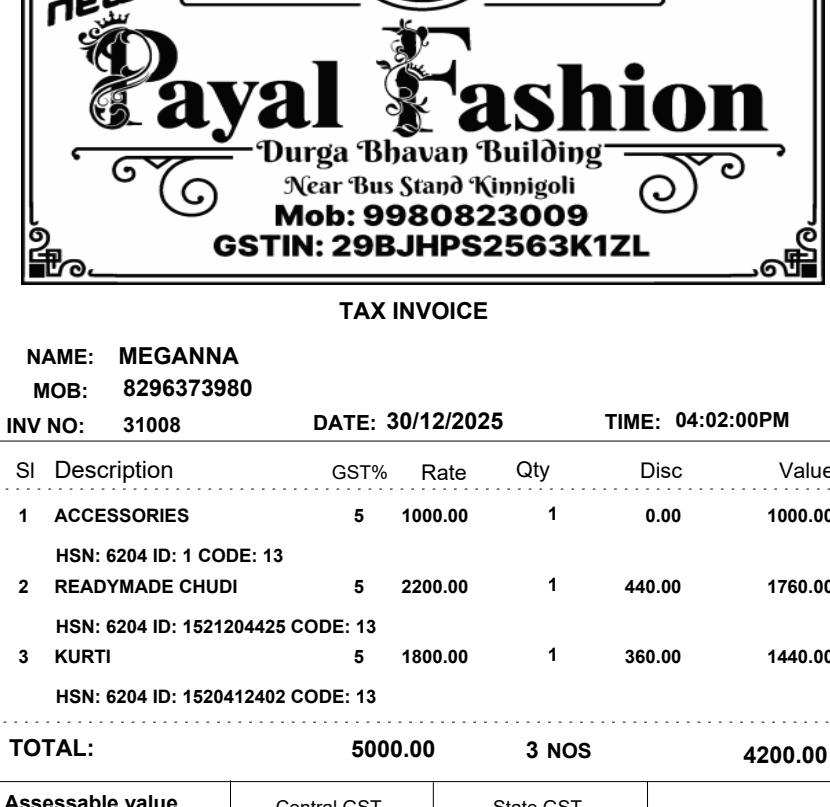 new
Payal Fashion
Durga Bhavan Building
Near Bus Stand Kinnigoli
Mob: 9980823009
GSTIN: 29BJHPS2563K1ZL
TAX INVOICE
NAME: MEGANNA
MOB: 8296373980
INV NO: 31008 DATE: 30/12/2025 TIME: 04:02:00PM
Sl Description GST% Rate Qty Disc Value
1 ACCESSORIES 5 1000.00 1 0.00 1000.00
HSN: 6204 ID: 1 CODE: 13
2 READYMADE CHUDI 5 2200.00 1 440.00 1760.00
HSN: 6204 ID: 1521204425 CODE: 13
3 KURTI 5 1800.00 1 360.00 1440.00
HSN: 6204 ID: 1520412402 CODE: 13
TOTAL: 5000.00 3 NOS 4200.00
Assessable value Central GST State GST